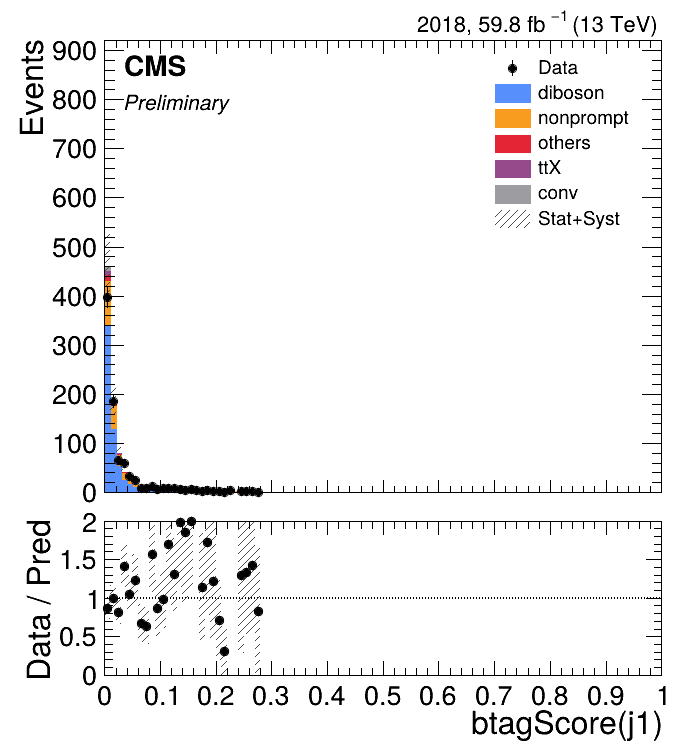 2018, 59.8 fb⁻¹ (13 TeV)
CMS
Preliminary
Data
diboson
nonprompt
others
ttX
conv
Stat+Syst
Events
900
800
700
600
500
400
300
200
100
0
Data / Pred
2
1.5
1
0.5
0
0 0.1 0.2 0.3 0.4 0.5 0.6 0.7 0.8 0.9 1
btagScore(j1)